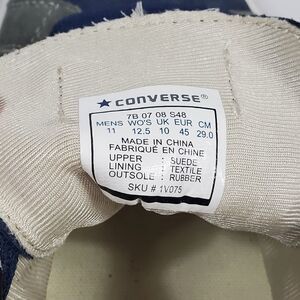 CONVERSE®
7B 07 08 S48
MENS WO'S UK EUR CM
11 12.5 10 45 29.0
MADE IN CHINA
FABRIQUÉ EN CHINE
UPPER : SUEDE
LINING : TEXTILE
OUTSOLE : RUBBER
SKU # 1V075